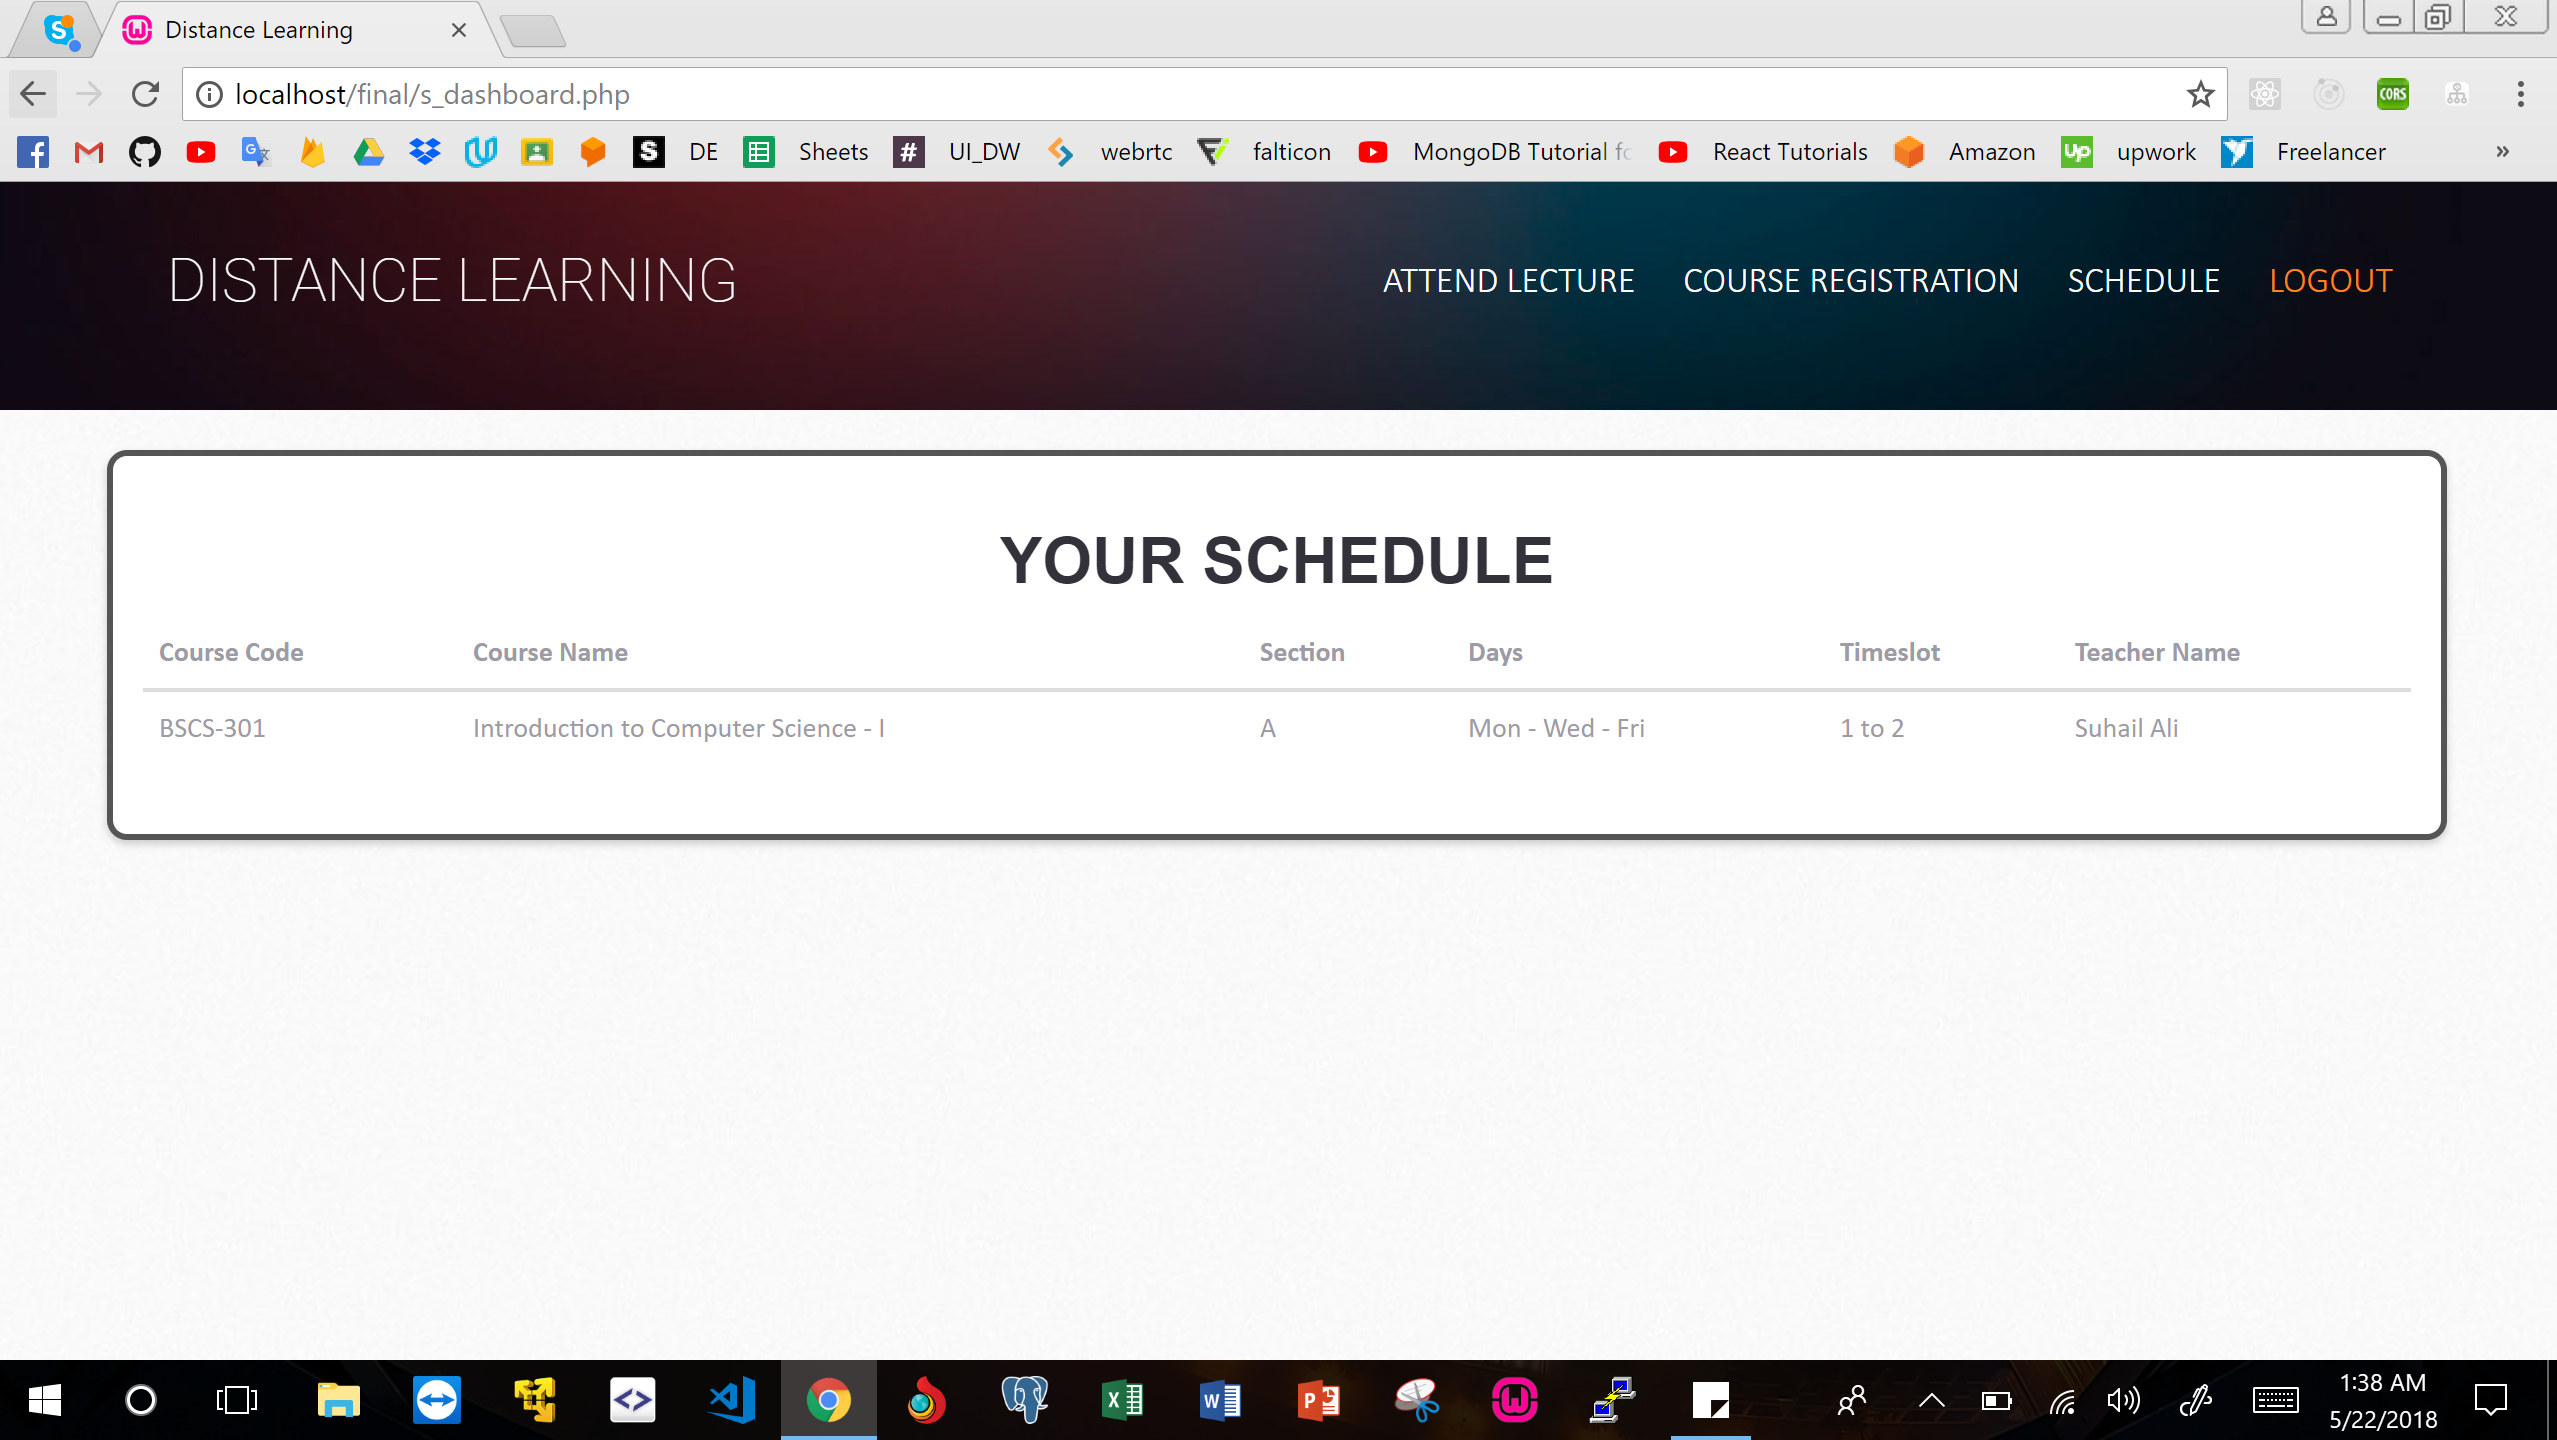 Distance Learning
localhost/final/s_dashboard.php
CORS
DE Sheets UI_DW webrtc falticon MongoDB Tutorial fo React Tutorials Amazon upwork Freelancer »
DISTANCE LEARNING
ATTEND LECTURE COURSE REGISTRATION SCHEDULE LOGOUT
YOUR SCHEDULE
Course Code Course Name Section Days Timeslot Teacher Name
BSCS-301 Introduction to Computer Science - I A Mon - Wed - Fri 1 to 2 Suhail Ali
1:38 AM
5/22/2018